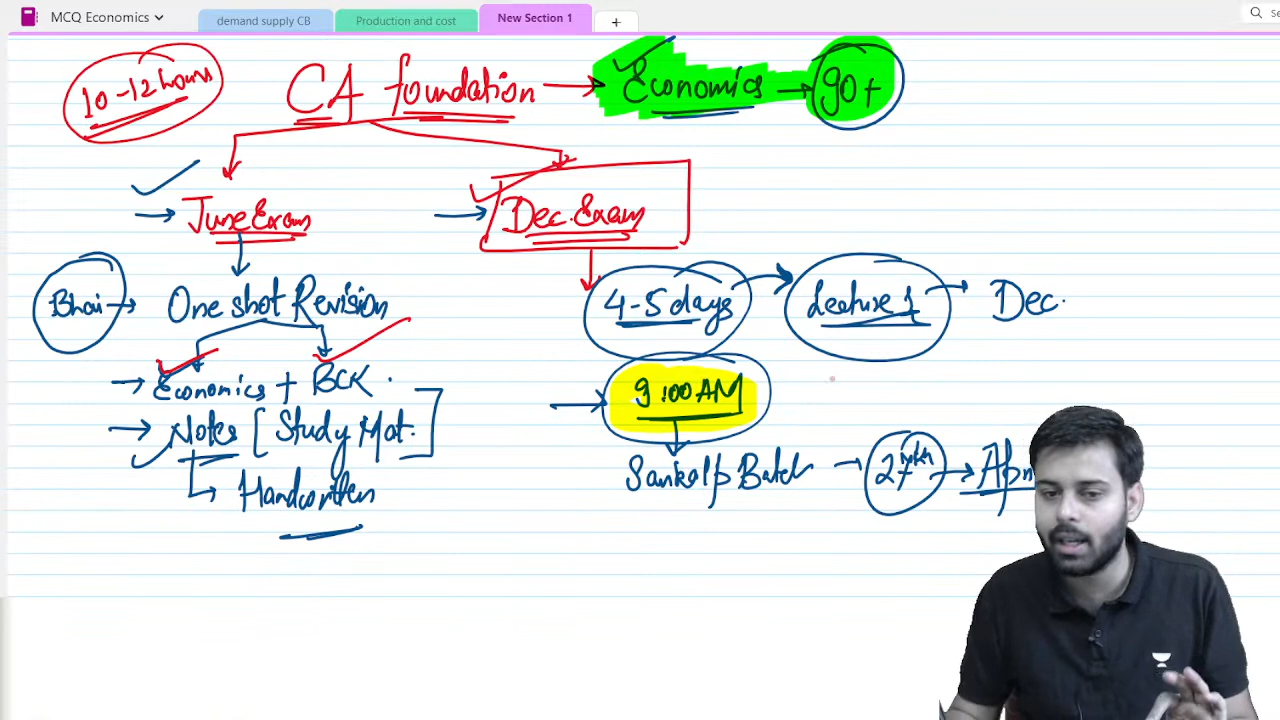 MCQ Economics
demand supply CB
Production and cost
New Section 1
+
10-12 hours
CA foundation → Economics → 90+
June Exam
Dec. Exam
Bhai → One shot Revision
4-5 days → Lecture 1 → Dec.
→ Economics + BCK.
→ 9:00 AM
→ Notes [Study Mat.]
Sankalp Batch → 27th →
Handwritten